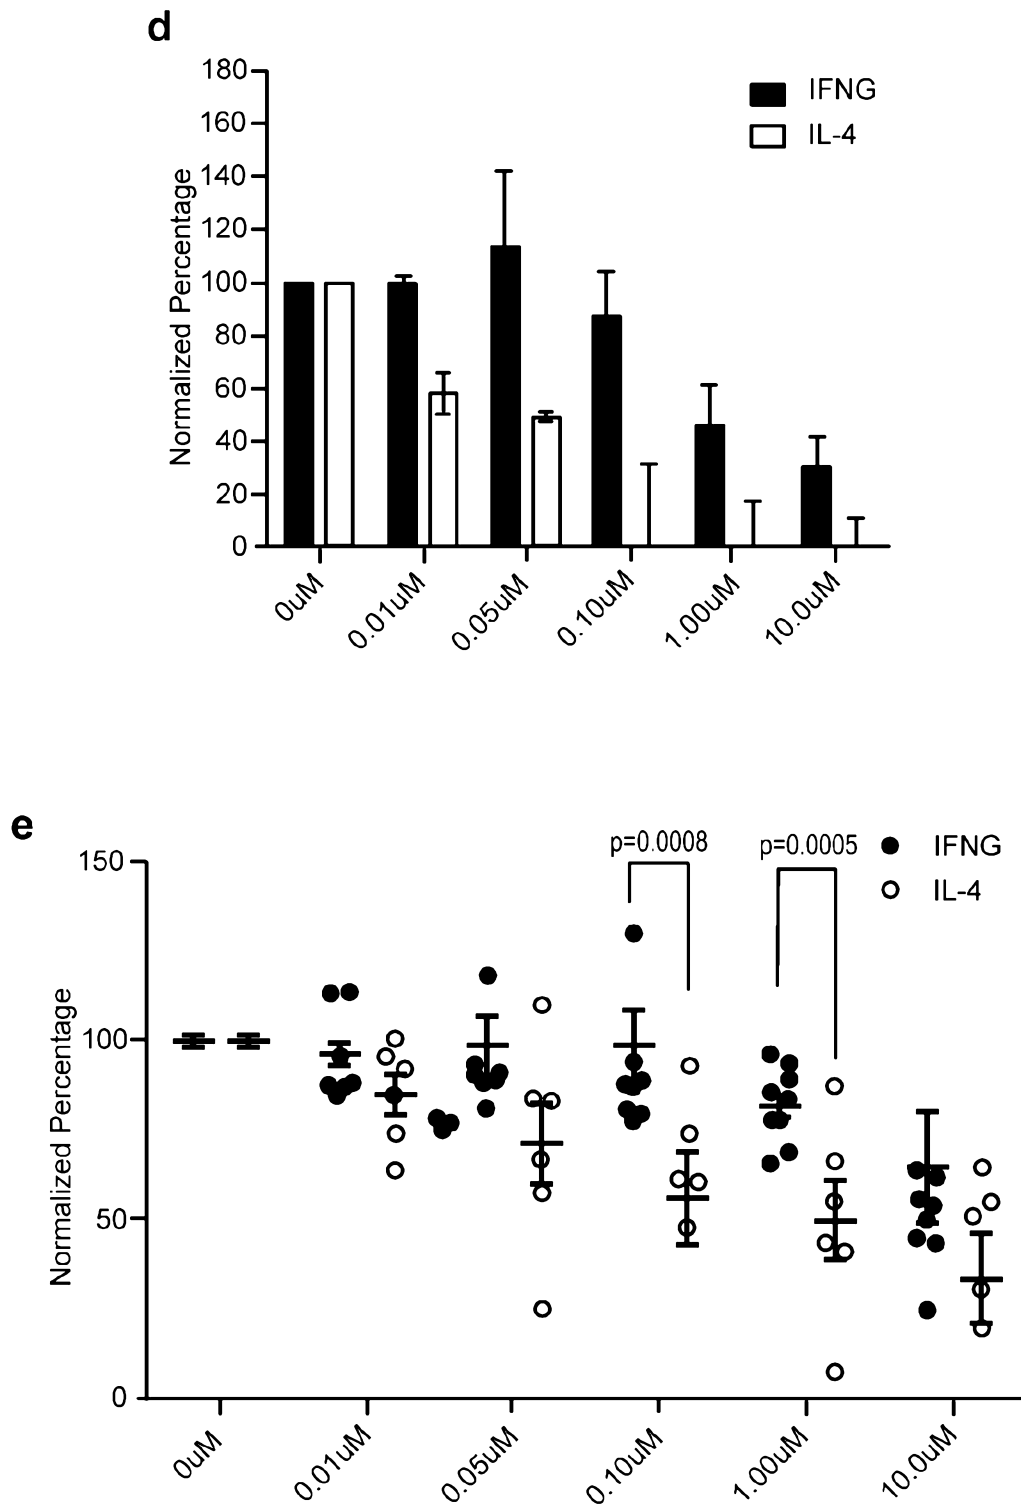 d
180
160
140
120
100
80
60
40
20
0
Normalized Percentage
IFNG
IL-4
0uM
0.01uM
0.05uM
0.10uM
1.00uM
10.0uM
e
150
100
50
0
Normalized Percentage
p=0.0008
p=0.0005
IFNG
IL-4
0uM
0.01uM
0.05uM
0.10uM
1.00uM
10.0uM